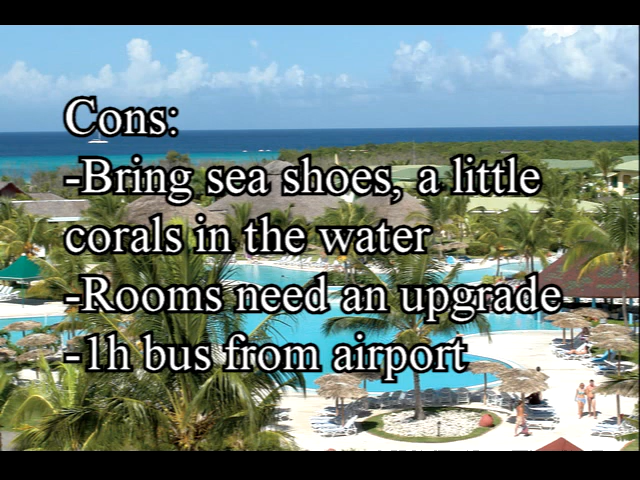 Cons:
-Bring sea shoes, a little
corals in the water
-Rooms need an upgrade
-1h bus from airport